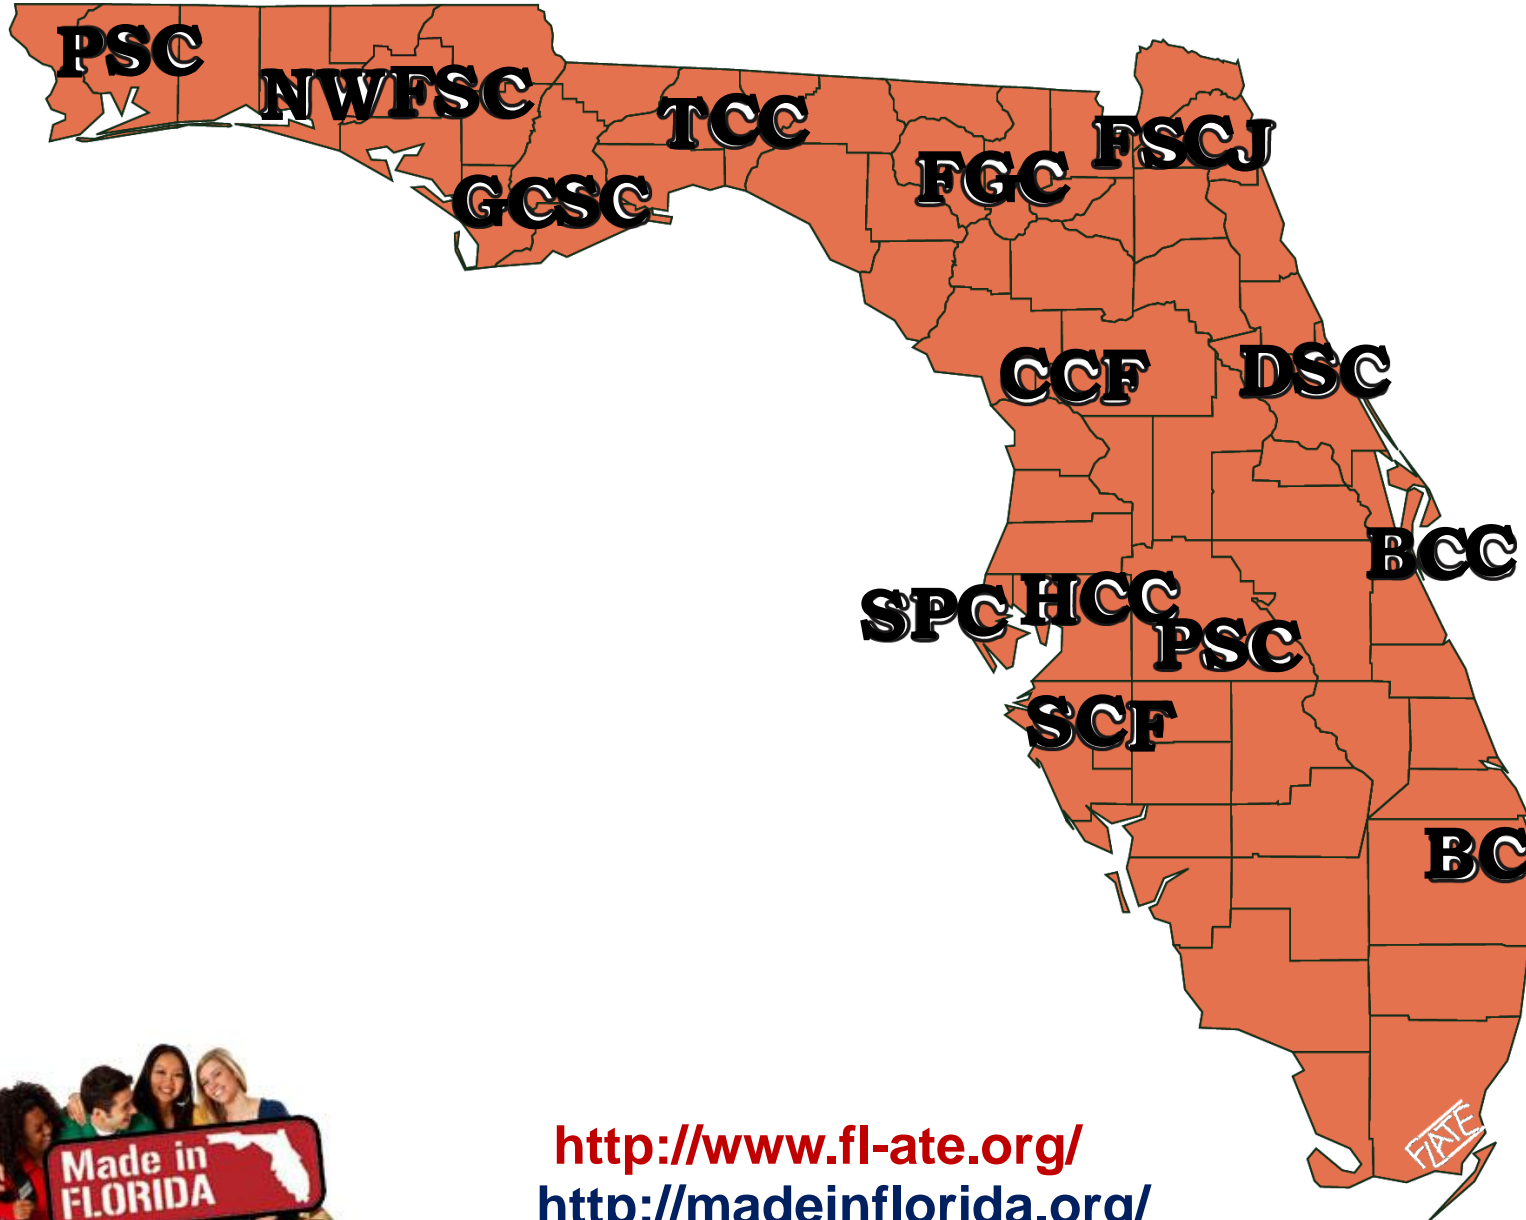 PSC
NWFSC
TCC
FSCJ
FGC
GCSC
CCF
DSC
BCC
SPC
HCC
PSC
SCF
BC
FLATE
Made in
FLORIDA
http://www.fl-ate.org/
http://madeinflorida.org/